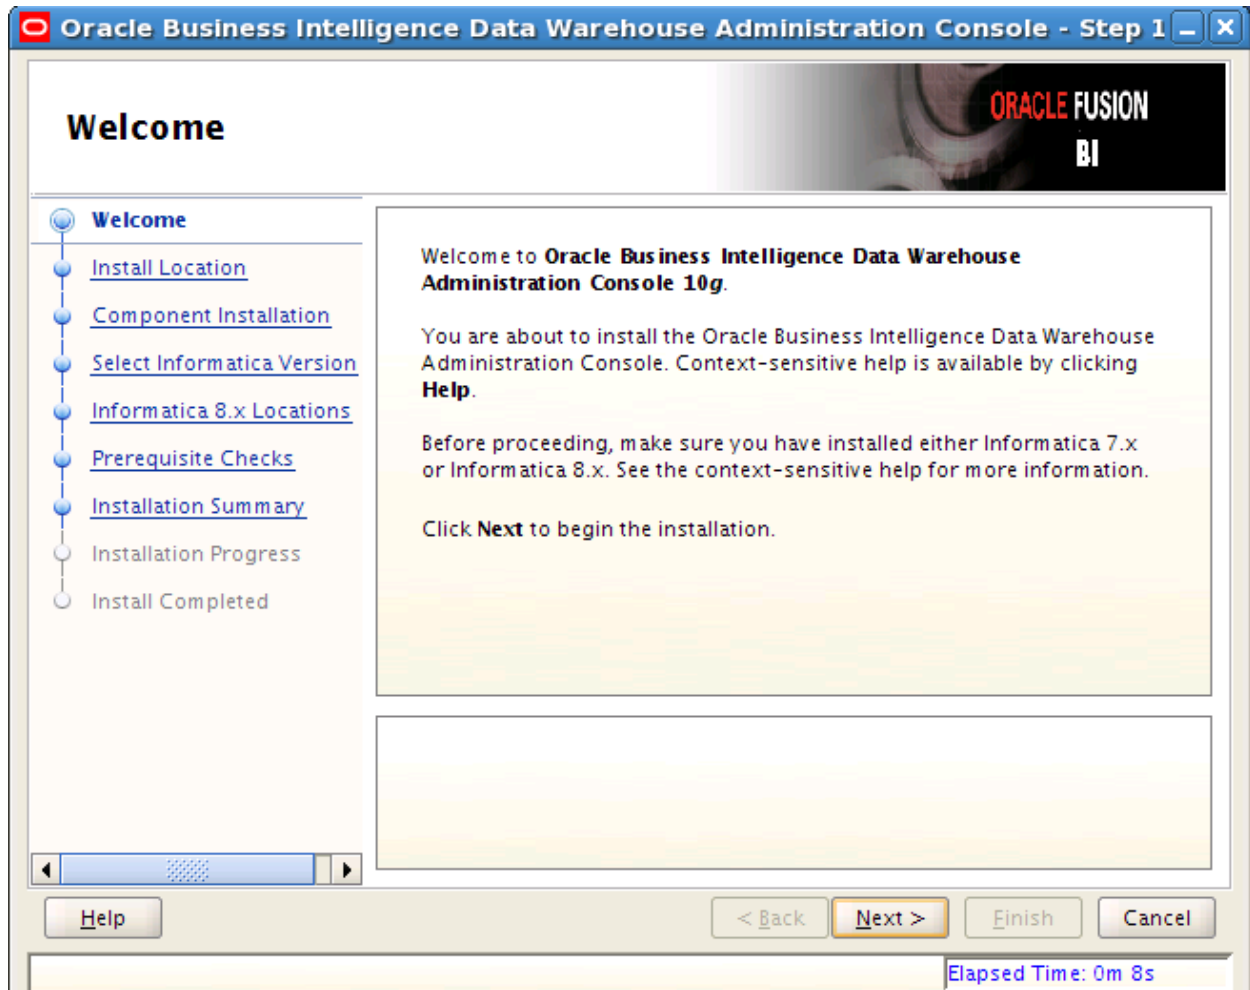 Oracle Business Intelligence Data Warehouse Administration Console - Step 1
Welcome
ORACLE FUSION
BI
Welcome
Install Location
Component Installation
Select Informatica Version
Informatica 8.x Locations
Prerequisite Checks
Installation Summary
Installation Progress
Install Completed
Welcome to Oracle Business Intelligence Data Warehouse
Administration Console 10g.
You are about to install the Oracle Business Intelligence Data Warehouse
Administration Console. Context-sensitive help is available by clicking
Help.
Before proceeding, make sure you have installed either Informatica 7.x
or Informatica 8.x. See the context-sensitive help for more information.
Click Next to begin the installation.
Help
< Back
Next >
Finish
Cancel
Elapsed Time: 0m 8s